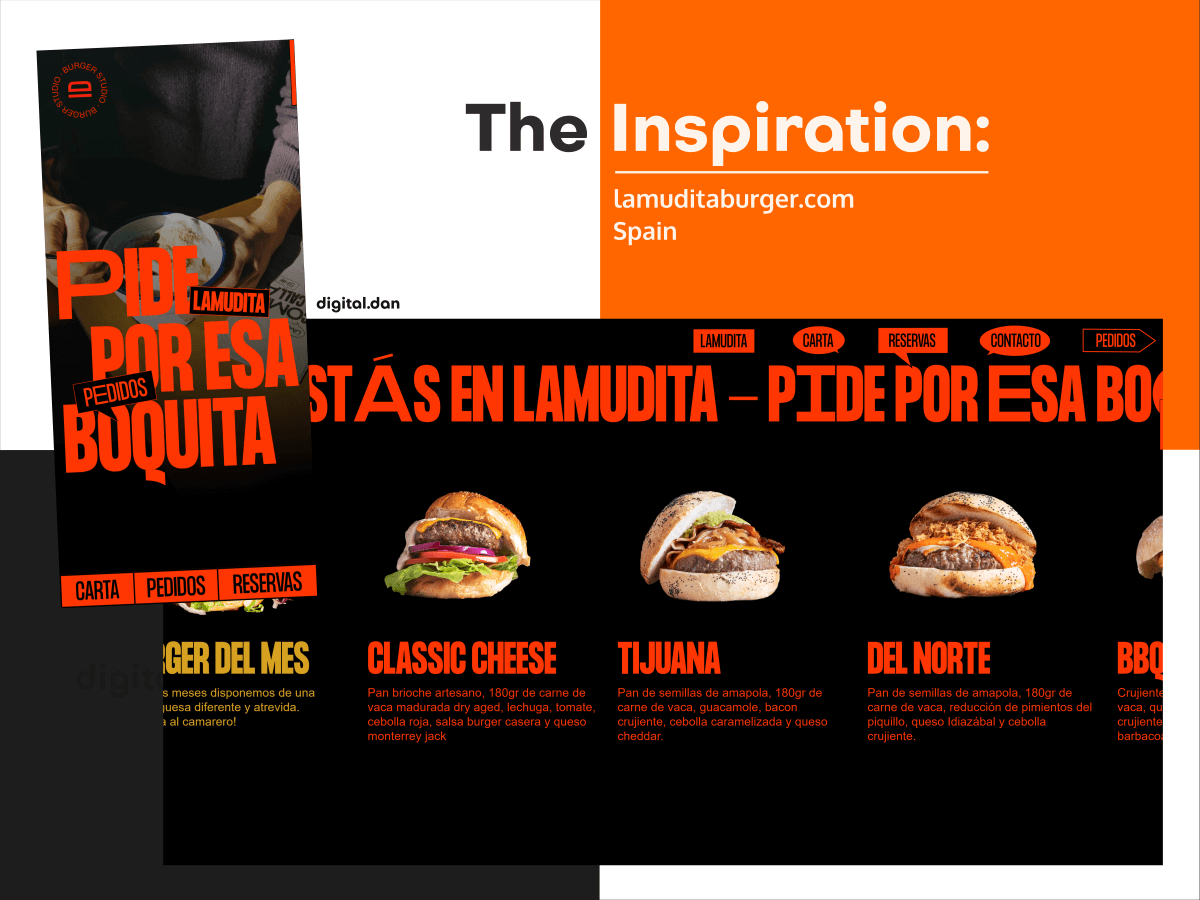 BURGER STUDIO · BURGER STUDIO ·
The Inspiration:
lamuditaburger.com
Spain
digital.dan
PIDE
LAMUDITA
POR ESA
PEDIDOS
BOQUITA
CARTA PEDIDOS RESERVAS
LAMUDITA CARTA RESERVAS CONTACTO PEDIDOS
STÁS EN LAMUDITA — PIDE POR ESA BO
RGER DEL MES
s meses disponemos de una
uesa diferente y atrevida.
a al camarero!
CLASSIC CHEESE
Pan brioche artesano, 180gr de carne de
vaca madurada dry aged, lechuga, tomate,
cebolla roja, salsa burger casera y queso
monterrey jack
TIJUANA
Pan de semillas de amapola, 180gr de
carne de vaca, guacamole, bacon
crujiente, cebolla caramelizada y queso
cheddar.
DEL NORTE
Pan de semillas de amapola, 180gr de
carne de vaca, reducción de pimientos del
piquillo, queso Idiazábal y cebolla
crujiente.
BBQ
Crujiente
vaca, qu
crujiente
barbaco
digit